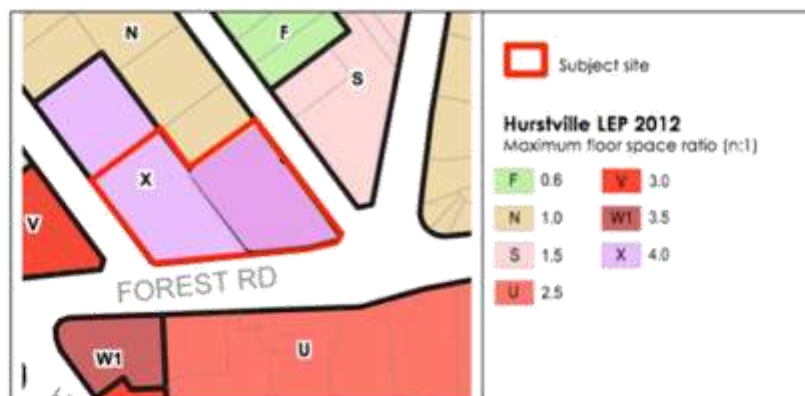 N
F
S
X
V
FOREST RD
W1
U
Subject site
Hurstville LEP 2012
Maximum floor space ratio (n:1)
F 0.6
V 3.0
N 1.0
W1 3.5
S 1.5
X 4.0
U 2.5